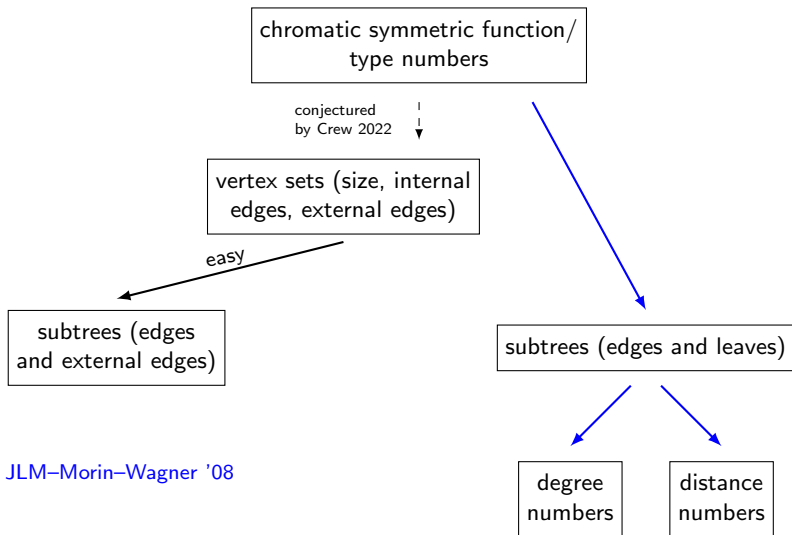 chromatic symmetric function/
type numbers
conjectured
by Crew 2022
vertex sets (size, internal
edges, external edges)
easy
subtrees (edges
and external edges)
subtrees (edges and leaves)
JLM–Morin–Wagner '08
degree
numbers
distance
numbers